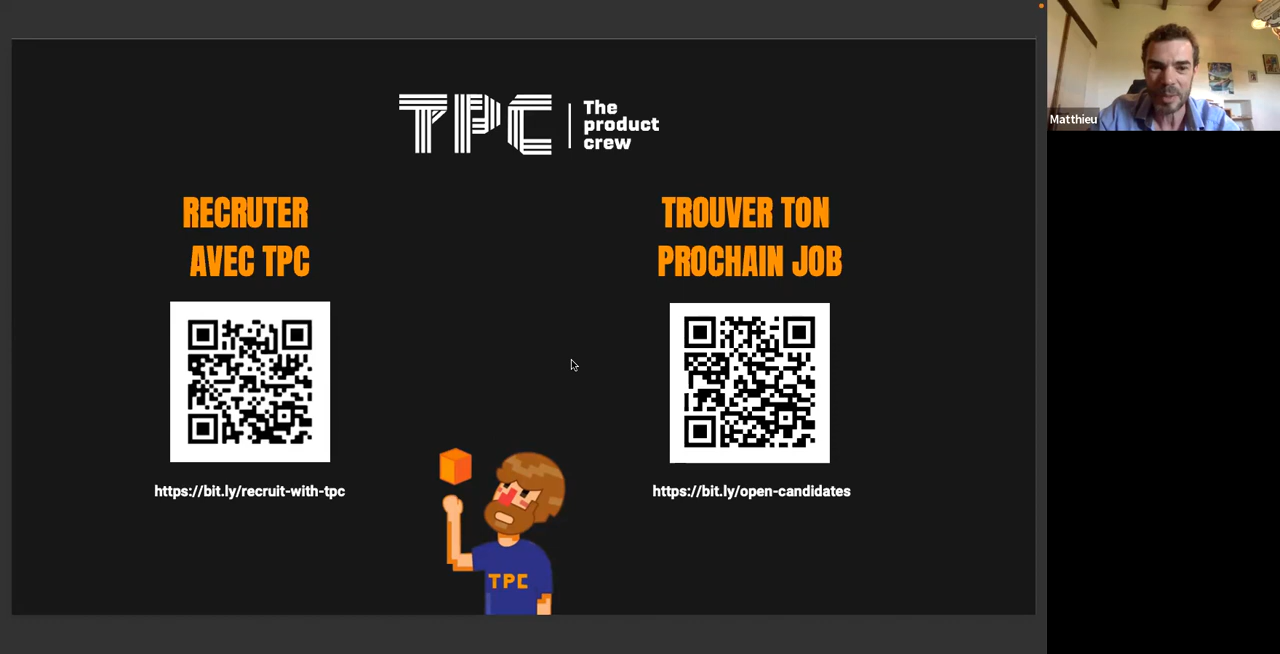 TPC
The
product
crew
RECRUTER
AVEC TPC
https://bit.ly/recruit-with-tpc
TROUVER TON
PROCHAIN JOB
https://bit.ly/open-candidates
TPC
Matthieu